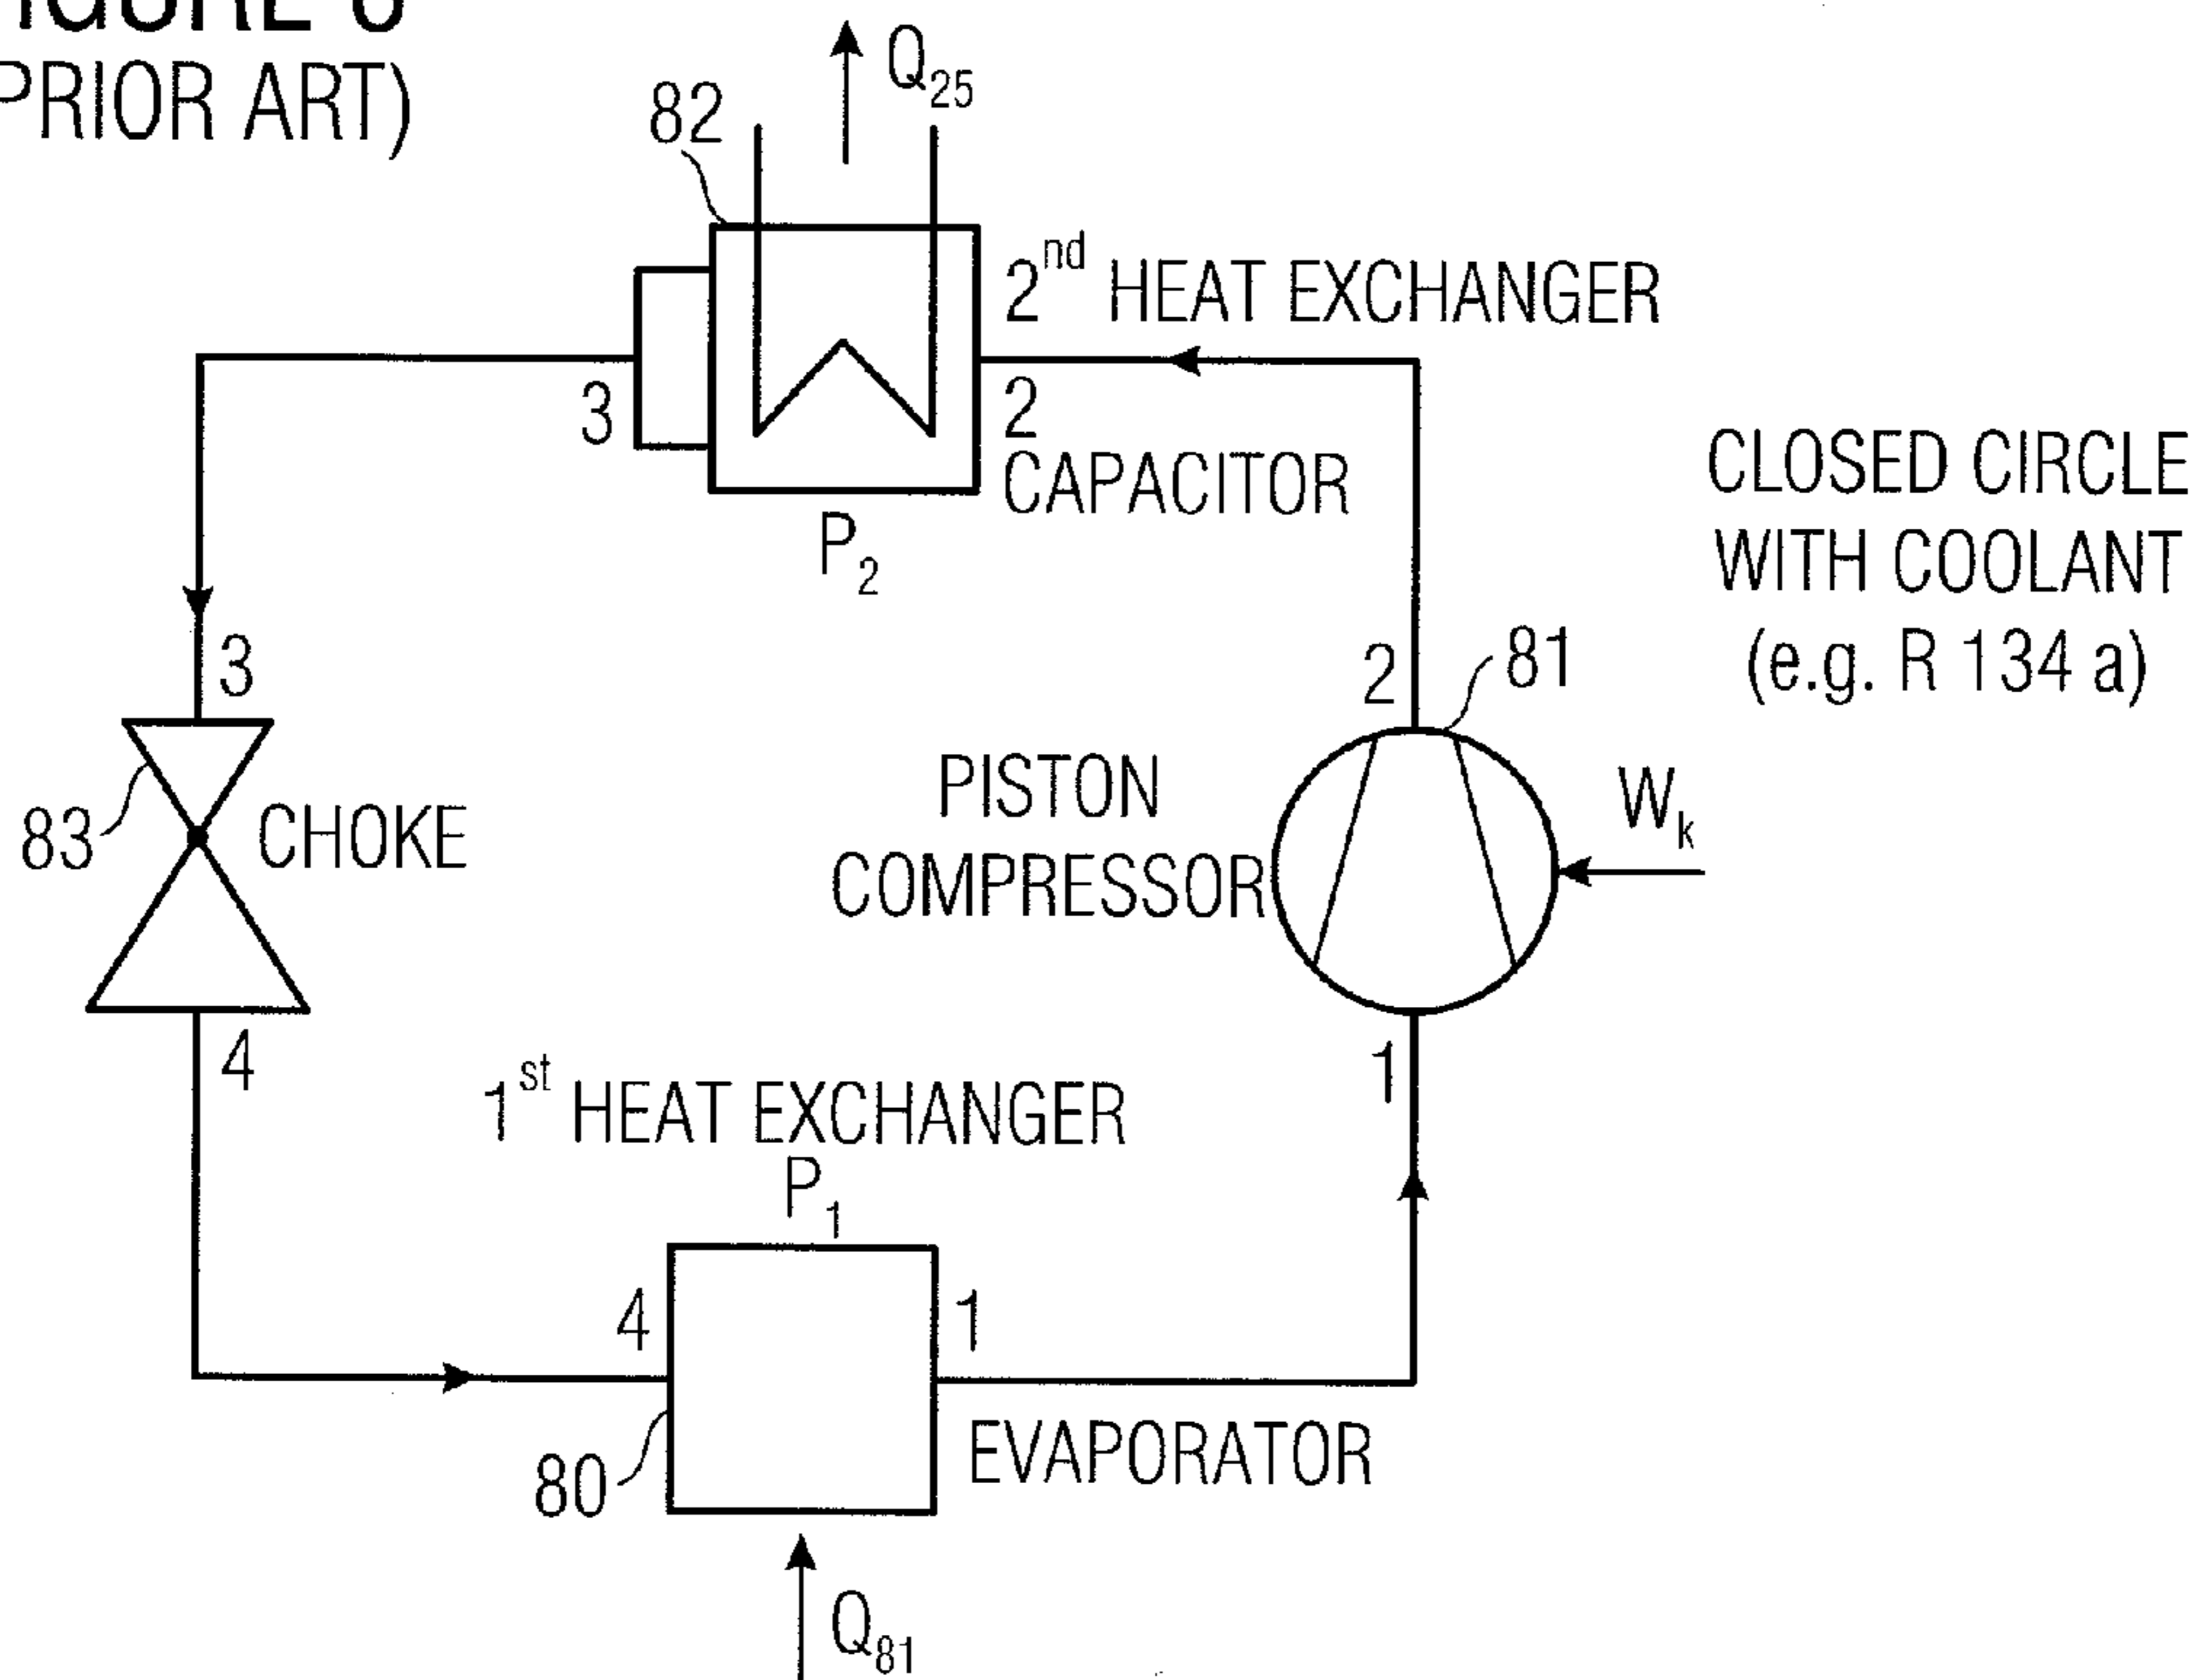 PRIOR ART)
Q25
82
2nd HEAT EXCHANGER
3
2
CAPACITOR
P2
CLOSED CIRCLE
WITH COOLANT
(e.g. R 134 a)
3
2
81
83
CHOKE
PISTON
COMPRESSOR
Wk
4
1
1st HEAT EXCHANGER
P1
4
1
80
EVAPORATOR
Q81